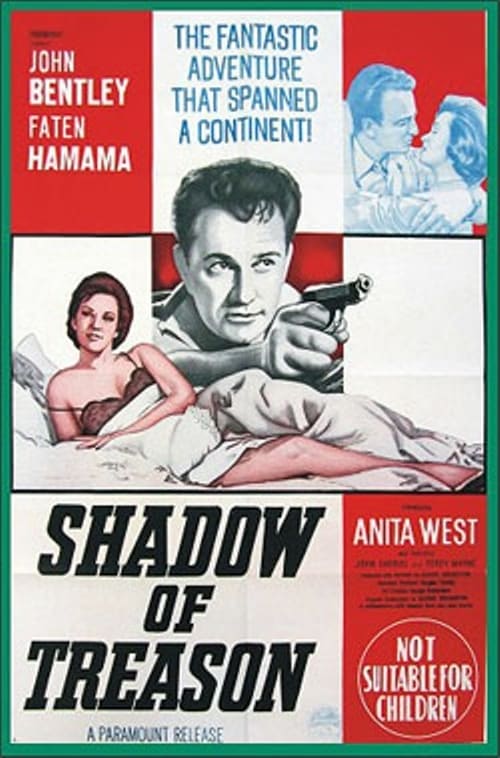 JOHN
BENTLEY
FATEN
HAMAMA
THE FANTASTIC
ADVENTURE
THAT SPANNED
A CONTINENT!
SHADOW
OF
TREASON
A PARAMOUNT RELEASE
ANITA WEST
NOT
SUITABLE FOR
CHILDREN